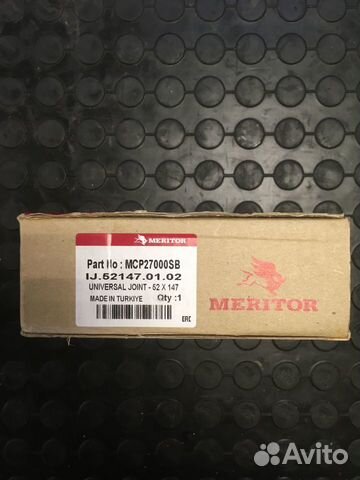 MERITOR
Part No : MCP27000SB
IJ.52147.01.02
UNIVERSAL JOINT - 52 X 147
MADE IN TURKIYE Qty :1
ERC
MERITOR
Avito